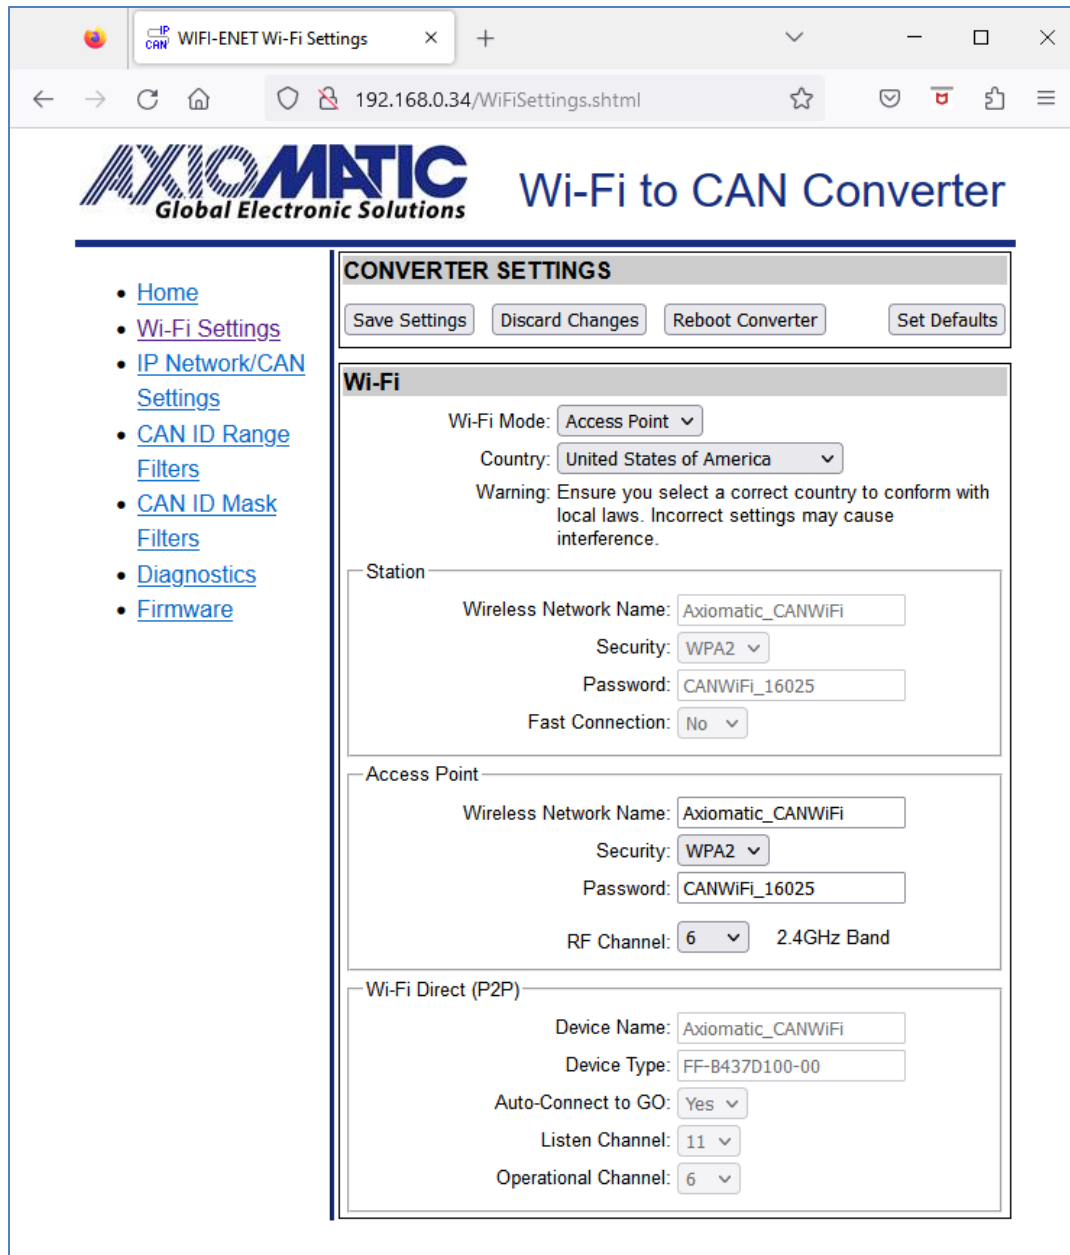 IP
CAN
WIFI-ENET Wi-Fi Settings
192.168.0.34/WiFiSettings.shtml
AXIOMATIC
Global Electronic Solutions
Wi-Fi to CAN Converter
Home
Wi-Fi Settings
IP Network/CAN
Settings
CAN ID Range
Filters
CAN ID Mask
Filters
Diagnostics
Firmware
CONVERTER SETTINGS
Save Settings Discard Changes Reboot Converter Set Defaults
Wi-Fi
Wi-Fi Mode: Access Point
Country: United States of America
Warning: Ensure you select a correct country to conform with
local laws. Incorrect settings may cause
interference.
Station
Wireless Network Name: Axiomatic_CANWiFi
Security: WPA2
Password: CANWiFi_16025
Fast Connection: No
Access Point
Wireless Network Name: Axiomatic_CANWiFi
Security: WPA2
Password: CANWiFi_16025
RF Channel: 6 2.4GHz Band
Wi-Fi Direct (P2P)
Device Name: Axiomatic_CANWiFi
Device Type: FF-B437D100-00
Auto-Connect to GO: Yes
Listen Channel: 11
Operational Channel: 6